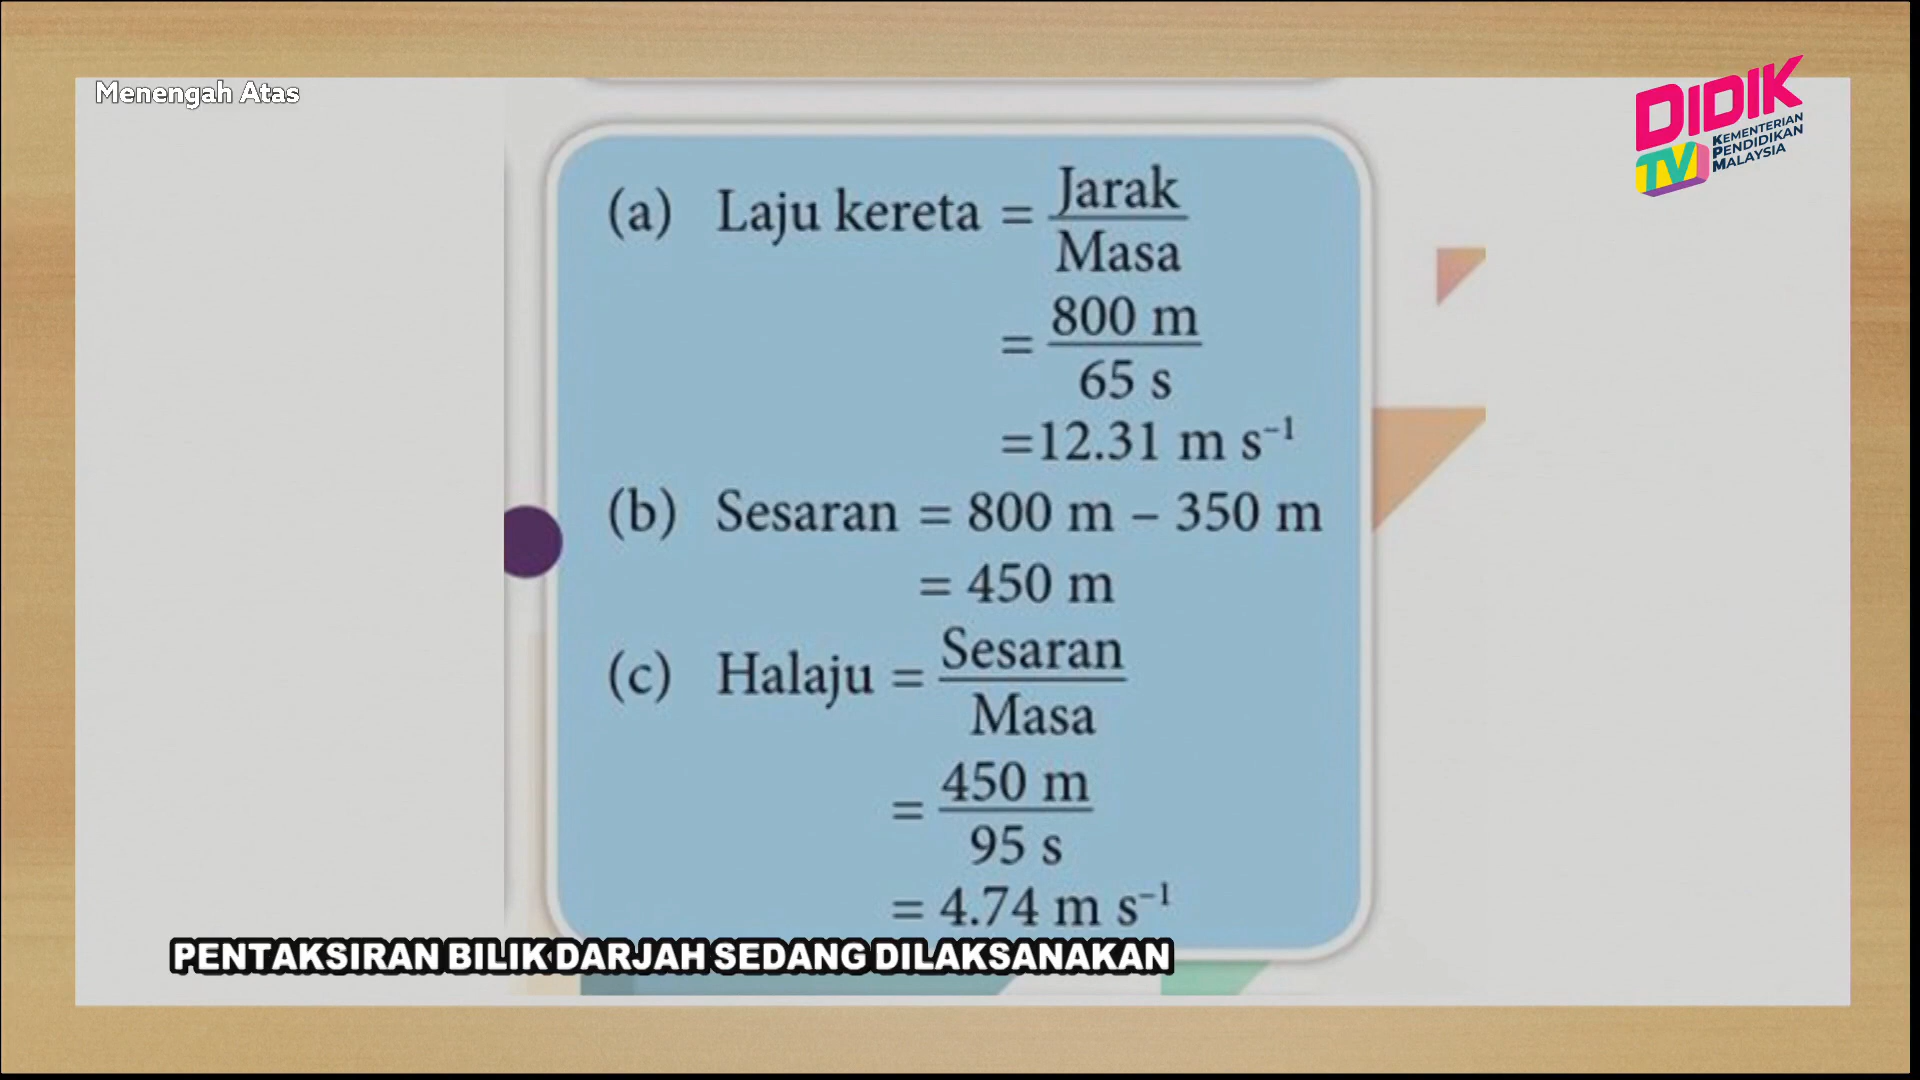 Menengah Atas
DIDIK
TV
KEMENTERIAN
PENDIDIKAN
MALAYSIA
(a) Laju kereta = Jarak
Masa
= 800 m
65 s
=12.31 m s⁻¹
(b) Sesaran = 800 m – 350 m
= 450 m
(c) Halaju = Sesaran
Masa
= 450 m
95 s
= 4.74 m s⁻¹
PENTAKSIRAN BILIK DARJAH SEDANG DILAKSANAKAN